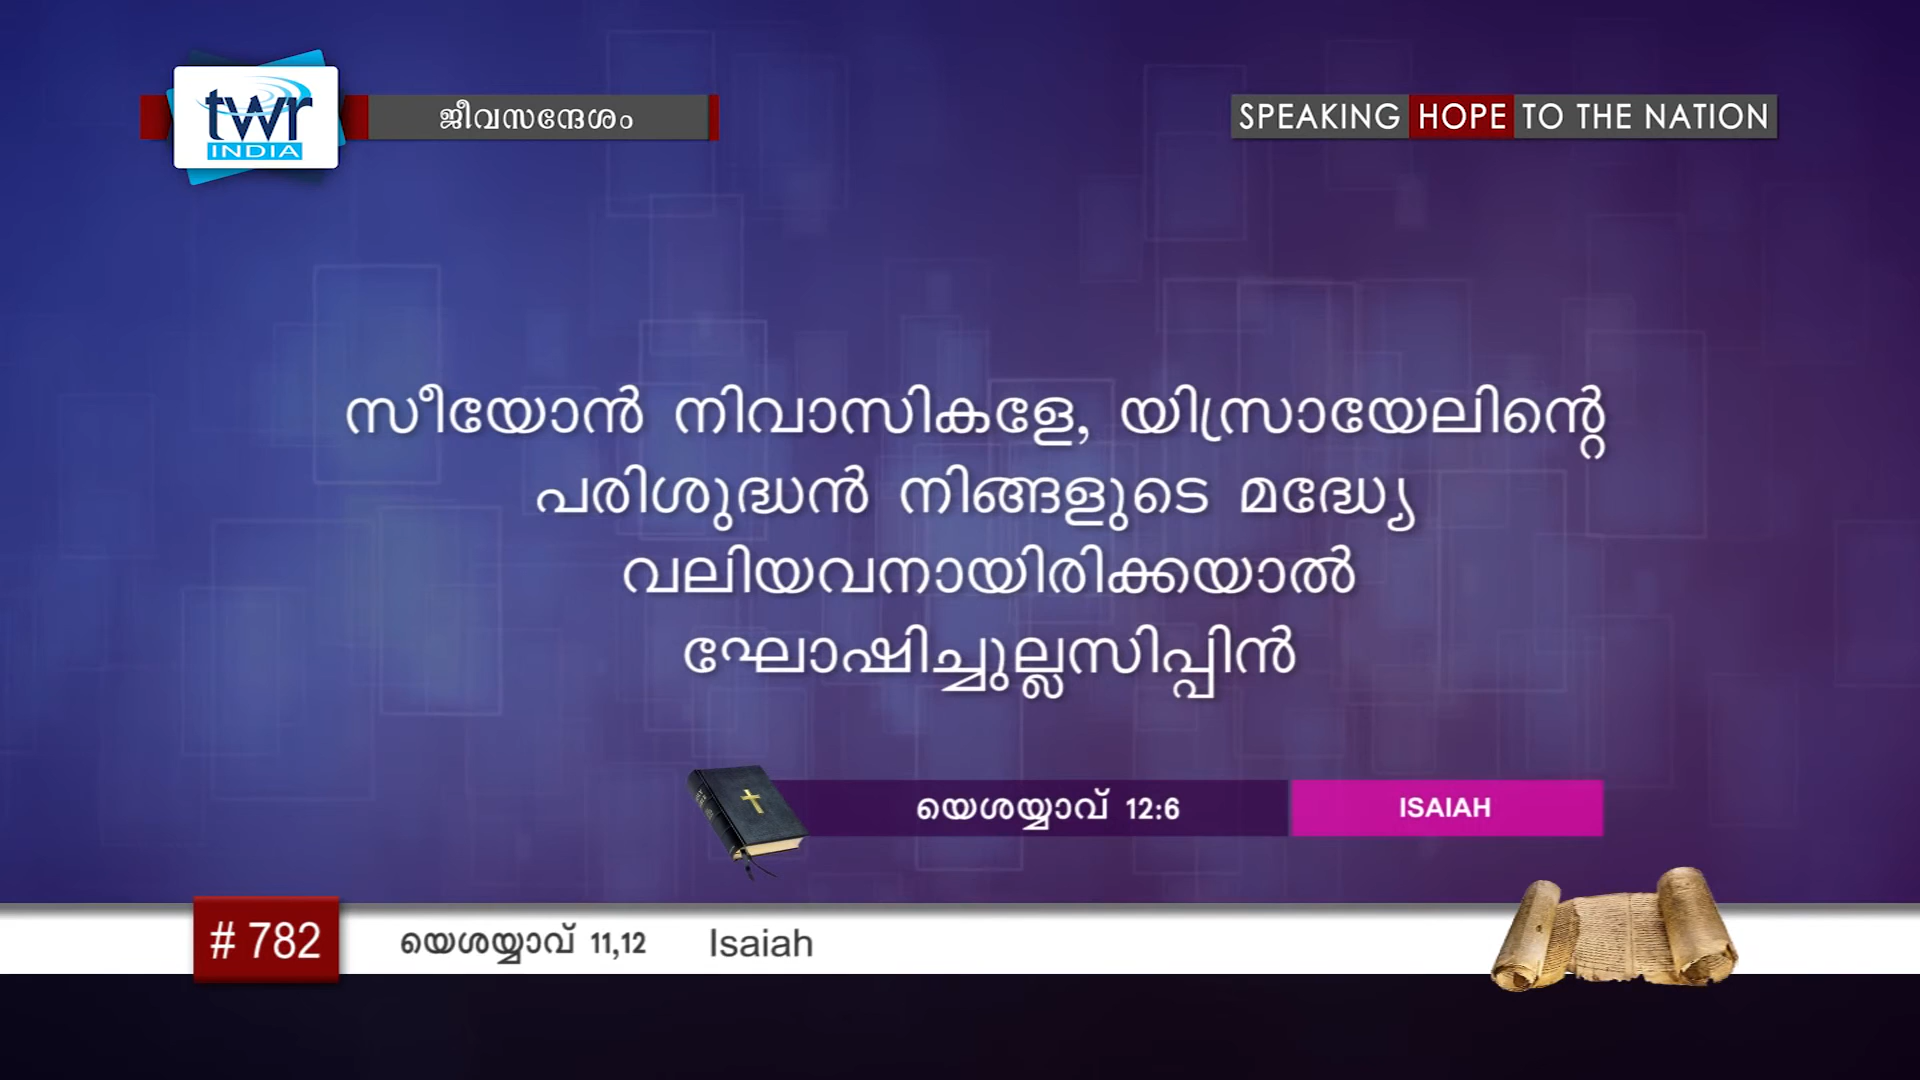 twr
INDIA
ജീവസന്ദേശം
SPEAKING HOPE TO THE NATION
സീയോൻ നിവാസികളേ, യിസ്രായേലിന്റെ
പരിശുദ്ധൻ നിങ്ങളുടെ മദ്ധ്യേ
വലിയവനായിരിക്കയാൽ
ഘോഷിച്ചുല്ലസിപ്പിൻ
യെശയ്യാവ് 12:6
ISAIAH
# 782
യെശയ്യാവ് 11,12
Isaiah